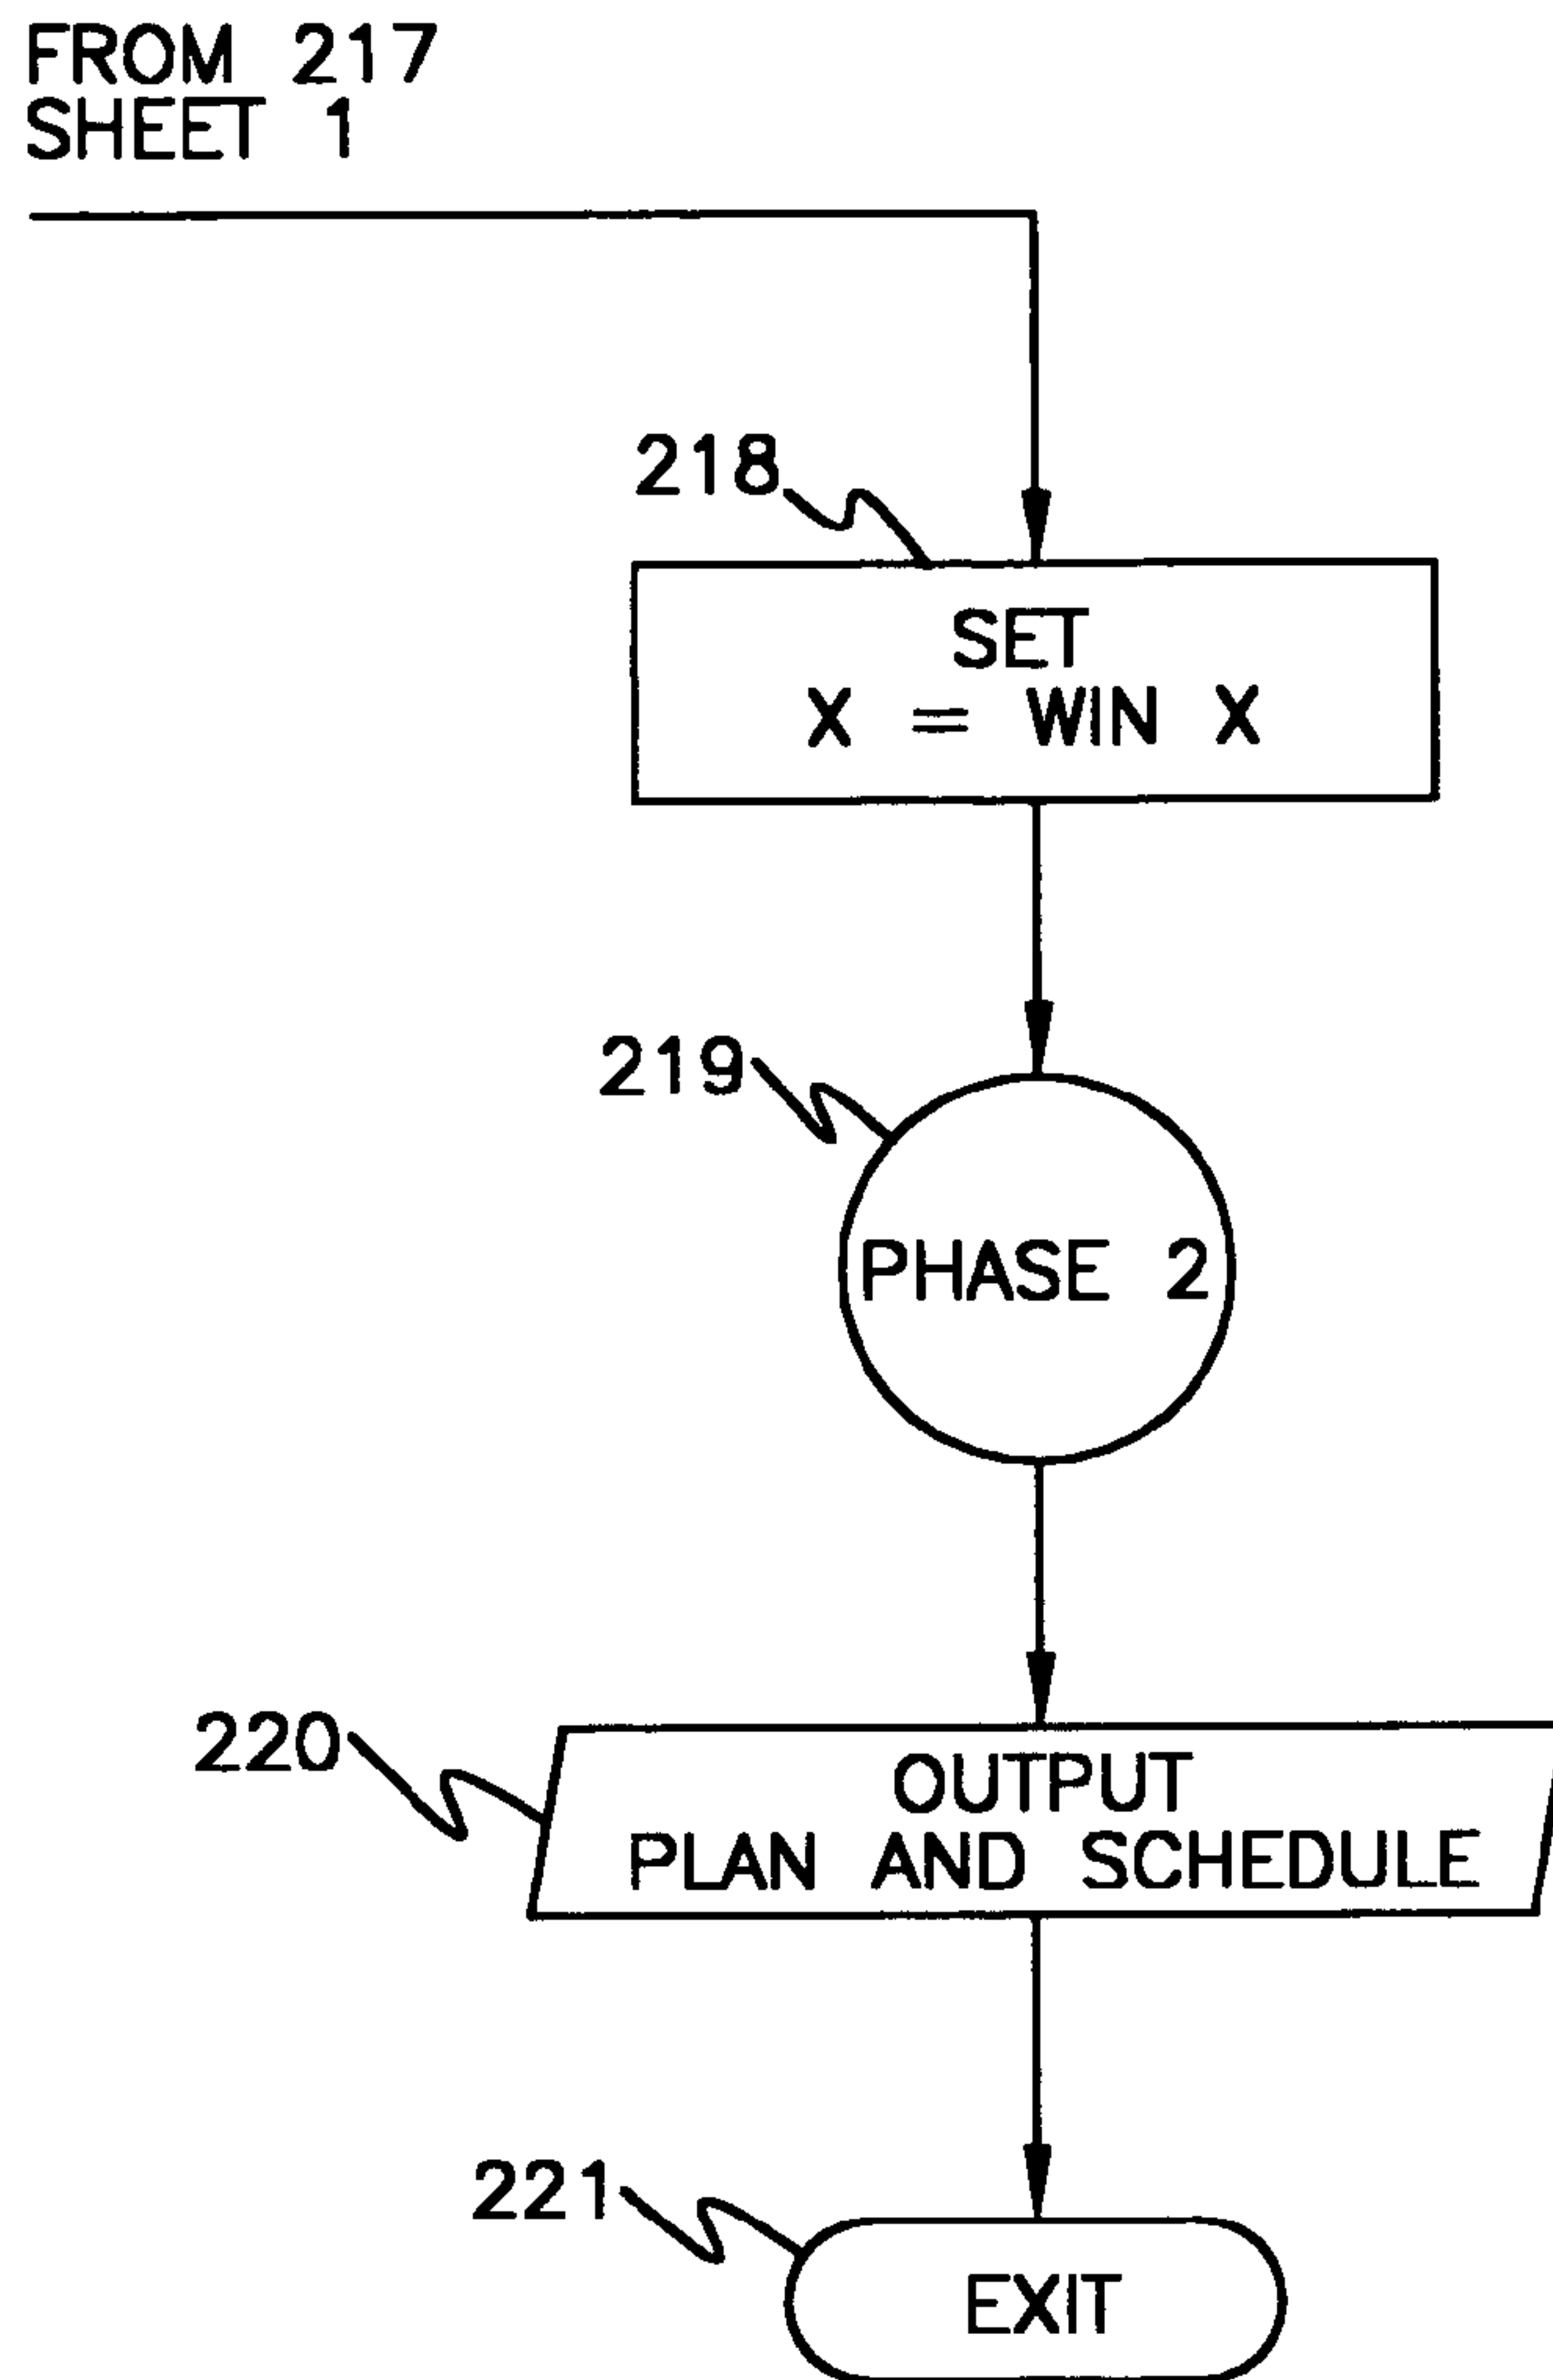 FROM 217
SHEET 1
218
SET
X = WIN X
219
PHASE 2
220
OUTPUT
PLAN AND SCHEDULE
221
EXIT